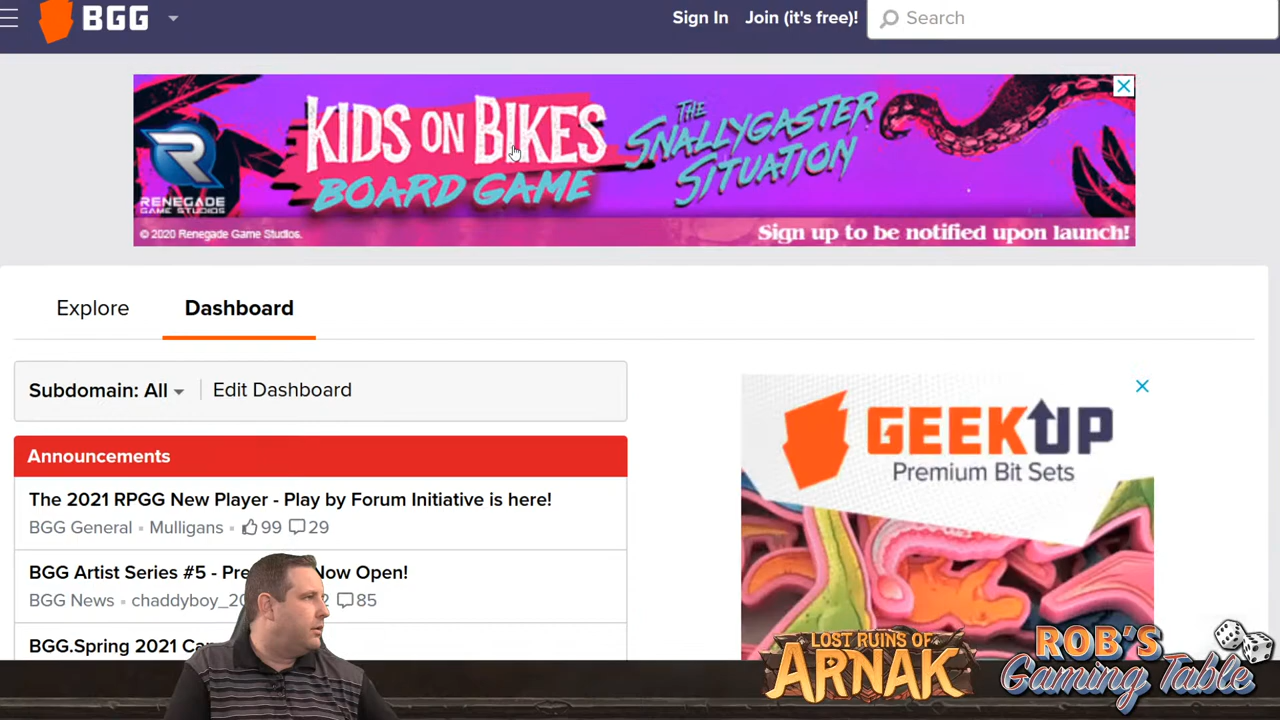 BGG
Sign In
Join (it's free)!
Search
KIDS ON BIKES
BOARD GAME
THE
SNALLYGASTER
SITUATION
R
RENEGADE
GAME STUDIOS
© 2020 Renegade Game Studios.
Sign up to be notified upon launch!
Explore
Dashboard
Subdomain: All
Edit Dashboard
GEEKUP
Premium Bit Sets
Announcements
The 2021 RPGG New Player - Play by Forum Initiative is here!
BGG General • Mulligans • 99 29
BGG Artist Series #5 - Now Open!
BGG News • 85
BGG.Spring 2021
LOST RUINS OF
ARNAK
ROB'S
Gaming Table